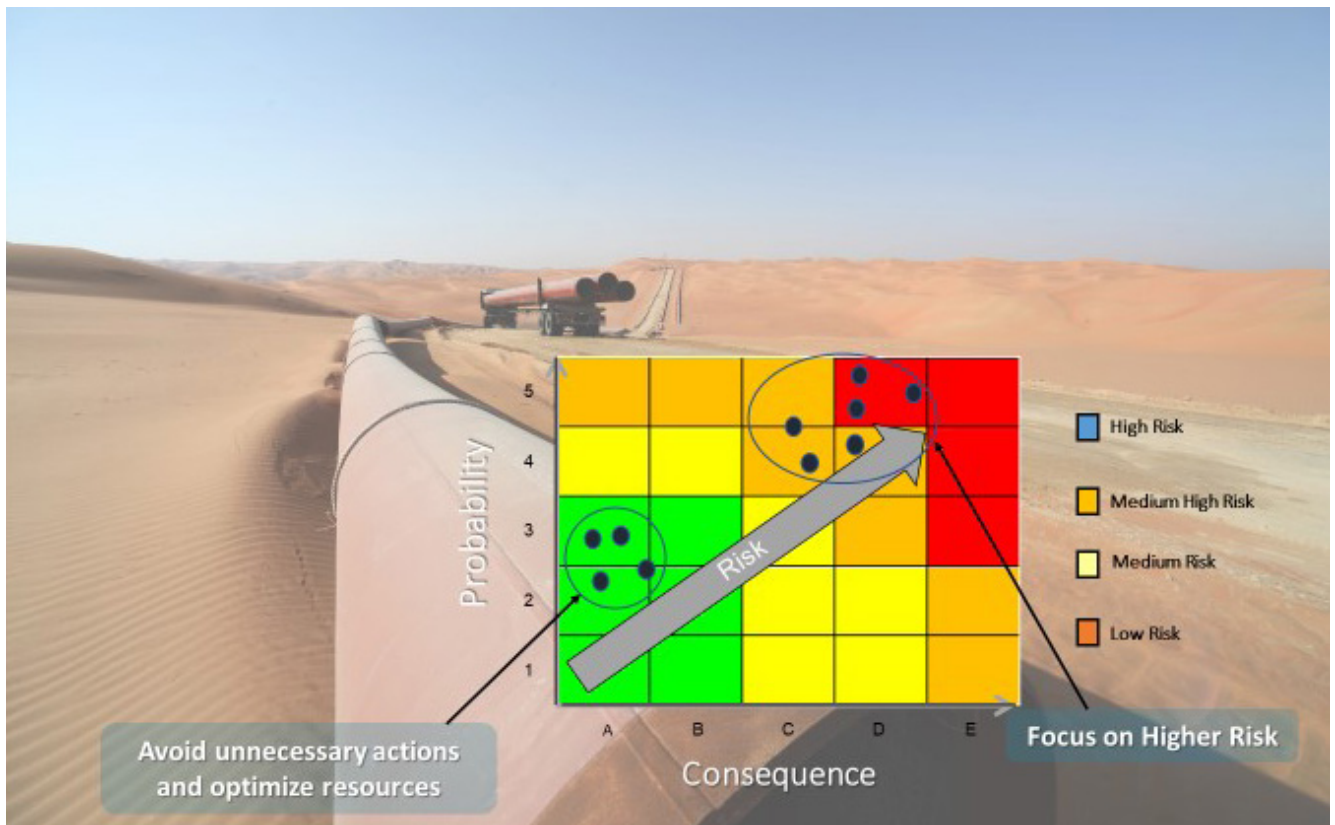 5
4
3
2
1
Probability
Risk
A B C D E
Consequence
High Risk
Medium High Risk
Medium Risk
Low Risk
Avoid unnecessary actions
and optimize resources
Focus on Higher Risk